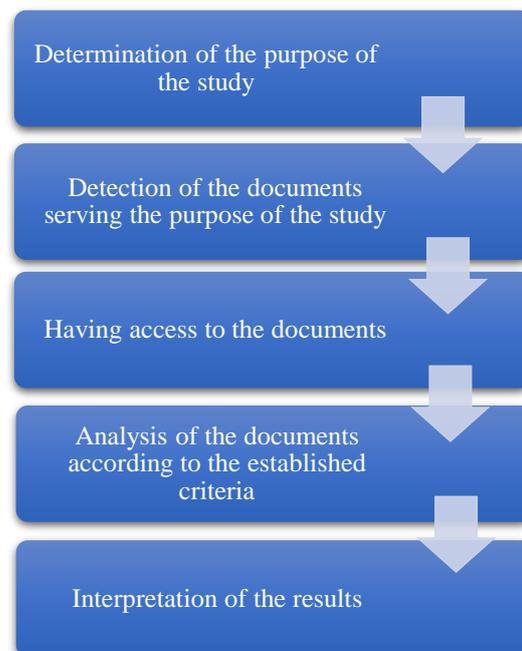 Determination of the purpose of
the study
Detection of the documents
serving the purpose of the study
Having access to the documents
Analysis of the documents
according to the established
criteria
Interpretation of the results